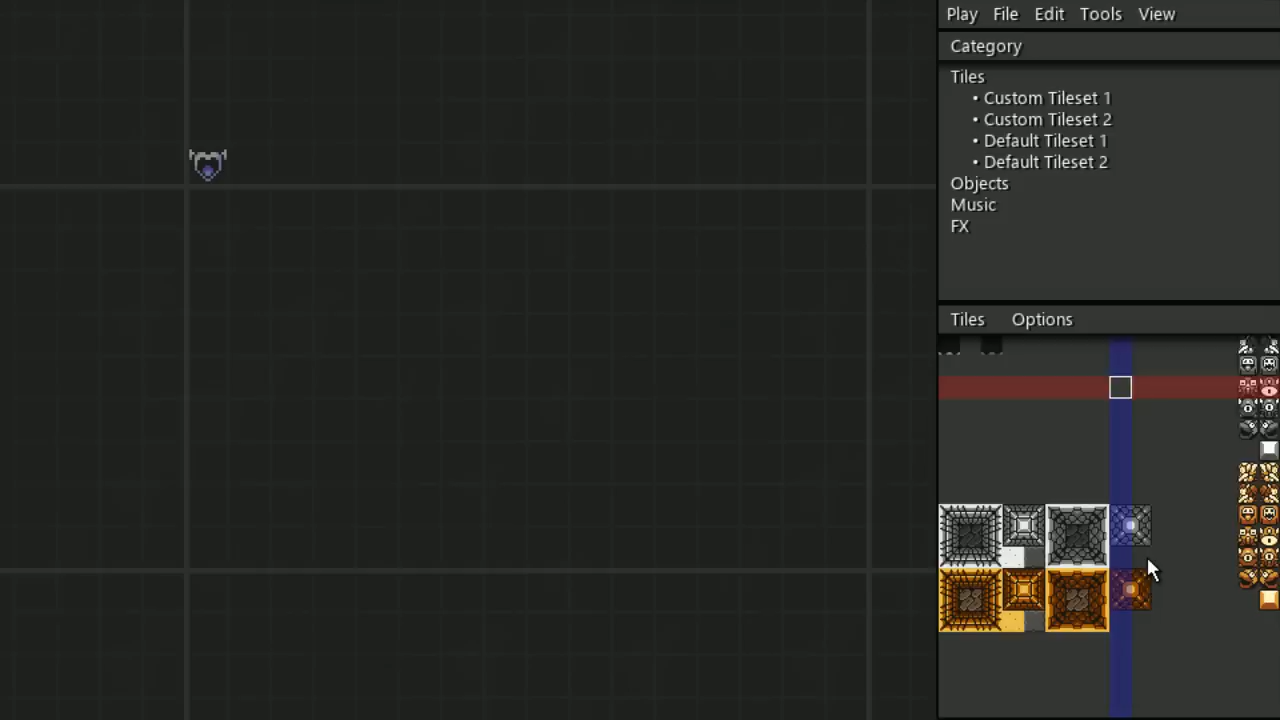 Play File Edit Tools View
Category
Tiles
• Custom Tileset 1
• Custom Tileset 2
• Default Tileset 1
• Default Tileset 2
Objects
Music
FX
Tiles Options